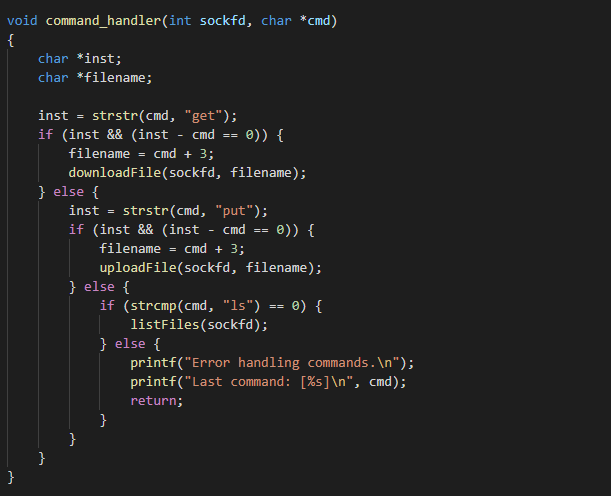 void command_handler(int sockfd, char *cmd)
{
    char *inst;
    char *filename;

    inst = strstr(cmd, "get");
    if (inst && (inst - cmd == 0)) {
        filename = cmd + 3;
        downloadFile(sockfd, filename);
    } else {
        inst = strstr(cmd, "put");
        if (inst && (inst - cmd == 0)) {
            filename = cmd + 3;
            uploadFile(sockfd, filename);
        } else {
            if (strcmp(cmd, "ls") == 0) {
                listFiles(sockfd);
            } else {
                printf("Error handling commands.\n");
                printf("Last command: [%s]\n", cmd);
                return;
            }
        }
    }
}